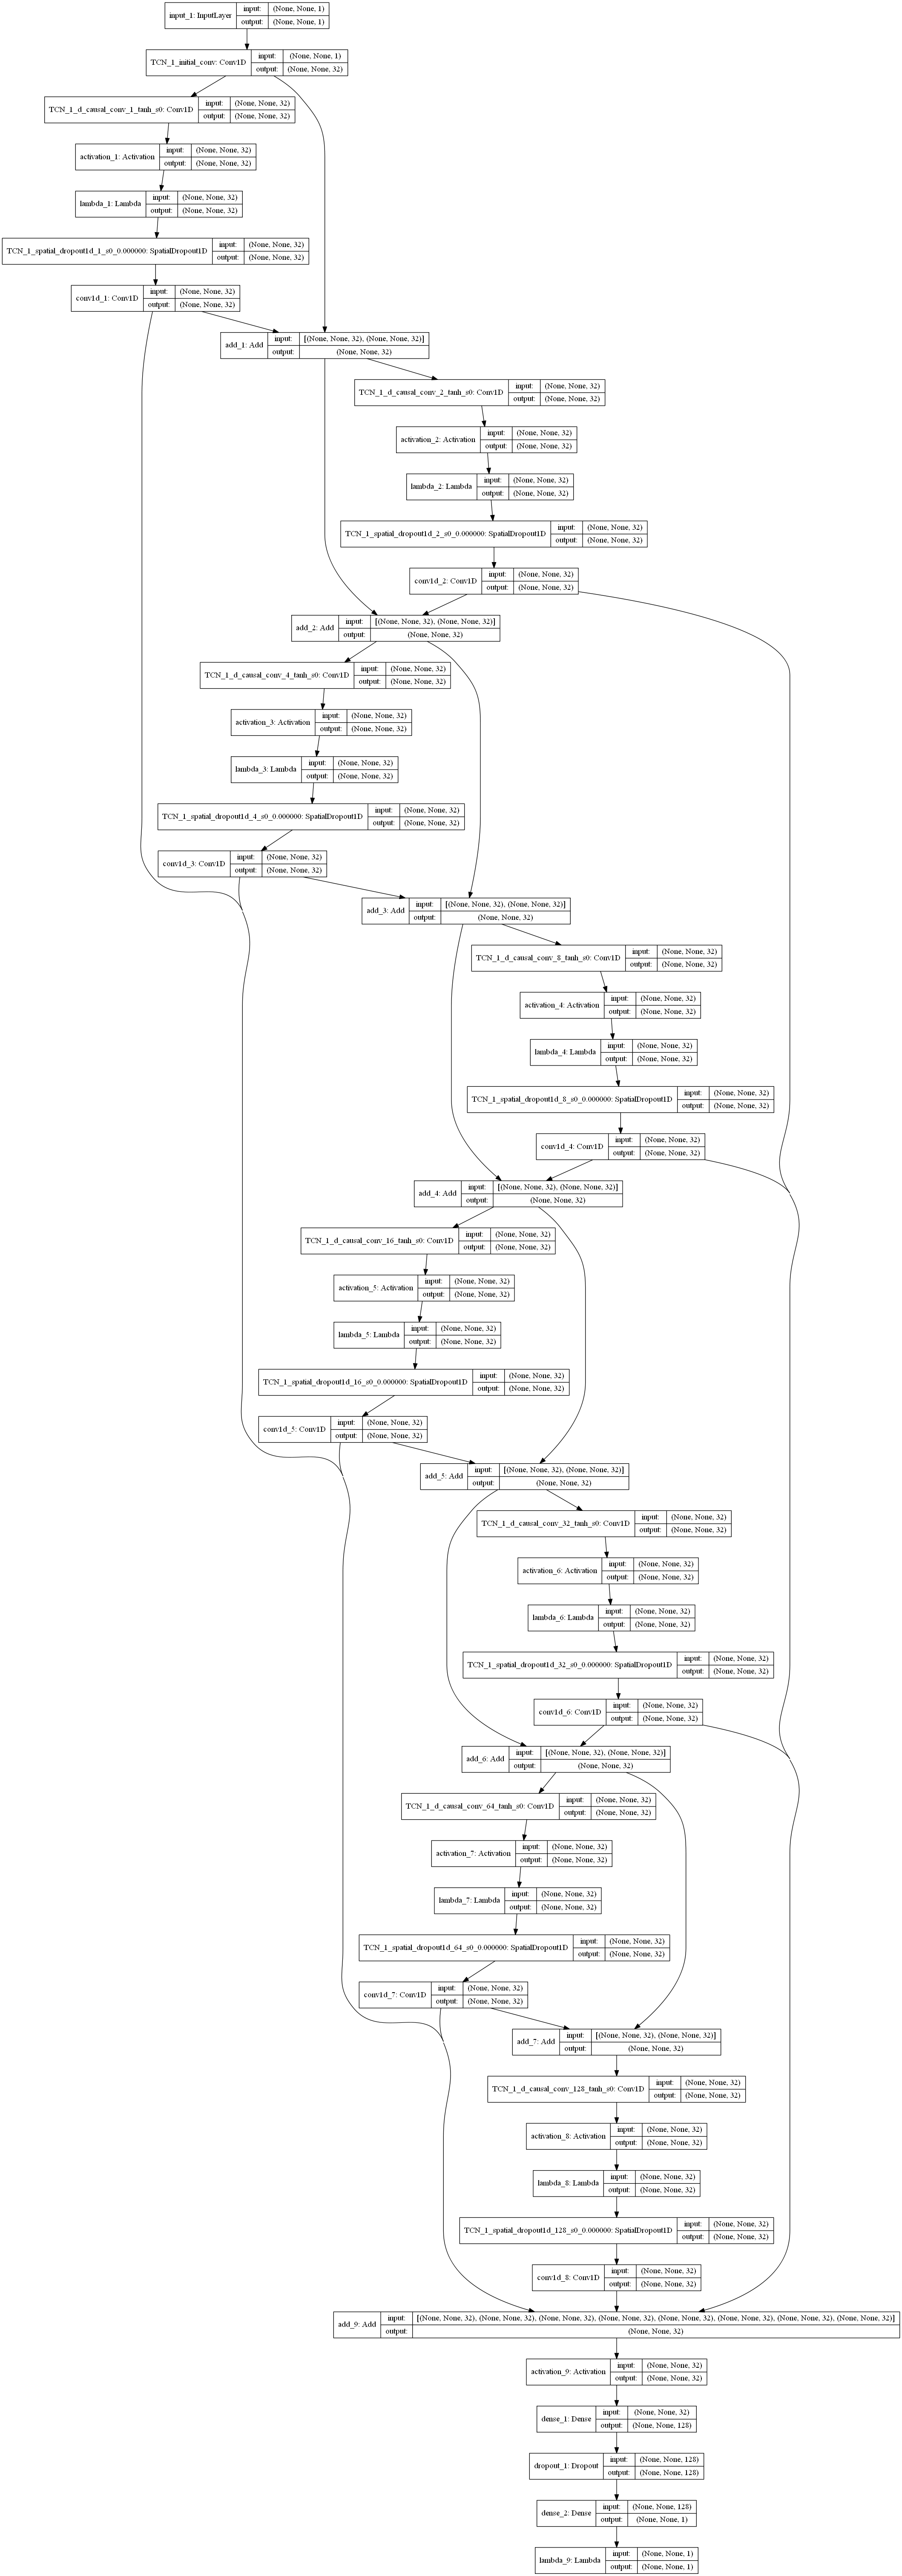 input_1: InputLayer
input: (None, None, 1)
output: (None, None, 1)
TCN_1_initial_conv: Conv1D
input: (None, None, 1)
output: (None, None, 32)
TCN_1_d_causal_conv_1_tanh_s0: Conv1D
input: (None, None, 32)
output: (None, None, 32)
activation_1: Activation
input: (None, None, 32)
output: (None, None, 32)
lambda_1: Lambda
input: (None, None, 32)
output: (None, None, 32)
TCN_1_spatial_dropout1d_1_s0_0.000000: SpatialDropout1D
input: (None, None, 32)
output: (None, None, 32)
conv1d_1: Conv1D
input: (None, None, 32)
output: (None, None, 32)
add_1: Add
input: [(None, None, 32), (None, None, 32)]
output: (None, None, 32)
TCN_1_d_causal_conv_2_tanh_s0: Conv1D
input: (None, None, 32)
output: (None, None, 32)
activation_2: Activation
input: (None, None, 32)
output: (None, None, 32)
lambda_2: Lambda
input: (None, None, 32)
output: (None, None, 32)
TCN_1_spatial_dropout1d_2_s0_0.000000: SpatialDropout1D
input: (None, None, 32)
output: (None, None, 32)
conv1d_2: Conv1D
input: (None, None, 32)
output: (None, None, 32)
add_2: Add
input: [(None, None, 32), (None, None, 32)]
output: (None, None, 32)
TCN_1_d_causal_conv_4_tanh_s0: Conv1D
input: (None, None, 32)
output: (None, None, 32)
activation_3: Activation
input: (None, None, 32)
output: (None, None, 32)
lambda_3: Lambda
input: (None, None, 32)
output: (None, None, 32)
TCN_1_spatial_dropout1d_4_s0_0.000000: SpatialDropout1D
input: (None, None, 32)
output: (None, None, 32)
conv1d_3: Conv1D
input: (None, None, 32)
output: (None, None, 32)
add_3: Add
input: [(None, None, 32), (None, None, 32)]
output: (None, None, 32)
TCN_1_d_causal_conv_8_tanh_s0: Conv1D
input: (None, None, 32)
output: (None, None, 32)
activation_4: Activation
input: (None, None, 32)
output: (None, None, 32)
lambda_4: Lambda
input: (None, None, 32)
output: (None, None, 32)
TCN_1_spatial_dropout1d_8_s0_0.000000: SpatialDropout1D
input: (None, None, 32)
output: (None, None, 32)
conv1d_4: Conv1D
input: (None, None, 32)
output: (None, None, 32)
add_4: Add
input: [(None, None, 32), (None, None, 32)]
output: (None, None, 32)
TCN_1_d_causal_conv_16_tanh_s0: Conv1D
input: (None, None, 32)
output: (None, None, 32)
activation_5: Activation
input: (None, None, 32)
output: (None, None, 32)
lambda_5: Lambda
input: (None, None, 32)
output: (None, None, 32)
TCN_1_spatial_dropout1d_16_s0_0.000000: SpatialDropout1D
input: (None, None, 32)
output: (None, None, 32)
conv1d_5: Conv1D
input: (None, None, 32)
output: (None, None, 32)
add_5: Add
input: [(None, None, 32), (None, None, 32)]
output: (None, None, 32)
TCN_1_d_causal_conv_32_tanh_s0: Conv1D
input: (None, None, 32)
output: (None, None, 32)
activation_6: Activation
input: (None, None, 32)
output: (None, None, 32)
lambda_6: Lambda
input: (None, None, 32)
output: (None, None, 32)
TCN_1_spatial_dropout1d_32_s0_0.000000: SpatialDropout1D
input: (None, None, 32)
output: (None, None, 32)
conv1d_6: Conv1D
input: (None, None, 32)
output: (None, None, 32)
add_6: Add
input: [(None, None, 32), (None, None, 32)]
output: (None, None, 32)
TCN_1_d_causal_conv_64_tanh_s0: Conv1D
input: (None, None, 32)
output: (None, None, 32)
activation_7: Activation
input: (None, None, 32)
output: (None, None, 32)
lambda_7: Lambda
input: (None, None, 32)
output: (None, None, 32)
TCN_1_spatial_dropout1d_64_s0_0.000000: SpatialDropout1D
input: (None, None, 32)
output: (None, None, 32)
conv1d_7: Conv1D
input: (None, None, 32)
output: (None, None, 32)
add_7: Add
input: [(None, None, 32), (None, None, 32)]
output: (None, None, 32)
TCN_1_d_causal_conv_128_tanh_s0: Conv1D
input: (None, None, 32)
output: (None, None, 32)
activation_8: Activation
input: (None, None, 32)
output: (None, None, 32)
lambda_8: Lambda
input: (None, None, 32)
output: (None, None, 32)
TCN_1_spatial_dropout1d_128_s0_0.000000: SpatialDropout1D
input: (None, None, 32)
output: (None, None, 32)
conv1d_8: Conv1D
input: (None, None, 32)
output: (None, None, 32)
add_9: Add
input: [(None, None, 32), (None, None, 32), (None, None, 32), (None, None, 32), (None, None, 32), (None, None, 32), (None, None, 32), (None, None, 32)]
output: (None, None, 32)
activation_9: Activation
input: (None, None, 32)
output: (None, None, 32)
dense_1: Dense
input: (None, None, 32)
output: (None, None, 128)
dropout_1: Dropout
input: (None, None, 128)
output: (None, None, 128)
dense_2: Dense
input: (None, None, 128)
output: (None, None, 1)
lambda_9: Lambda
input: (None, None, 1)
output: (None, None, 1)